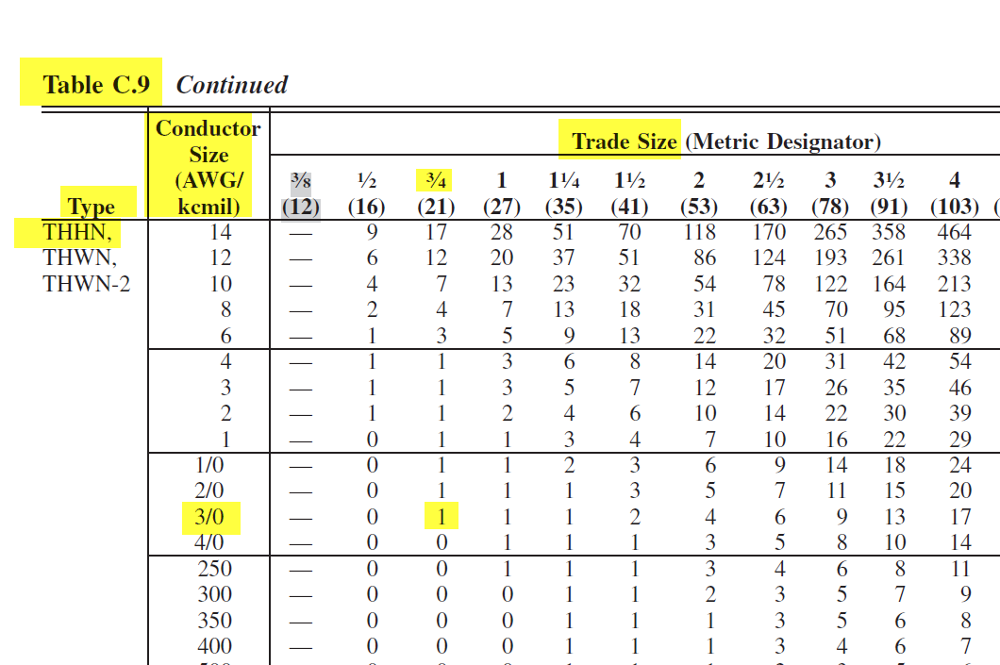 Table C.9 Continued
Conductor Size (AWG/ kcmil)
Trade Size (Metric Designator)
Type
⅜ ½ ¾ 1 1¼ 1½ 2 2½ 3 3½ 4
(12) (16) (21) (27) (35) (41) (53) (63) (78) (91) (103) (
THHN, 14 — 9 17 28 51 70 118 170 265 358 464
THWN, 12 — 6 12 20 37 51 86 124 193 261 338
THWN-2 10 — 4 7 13 23 32 54 78 122 164 213
8 — 2 4 7 13 18 31 45 70 95 123
6 — 1 3 5 9 13 22 32 51 68 89
4 — 1 1 3 6 8 14 20 31 42 54
3 — 1 1 3 5 7 12 17 26 35 46
2 — 1 1 2 4 6 10 14 22 30 39
1 — 0 1 1 3 4 7 10 16 22 29
1/0 — 0 1 1 2 3 6 9 14 18 24
2/0 — 0 1 1 1 3 5 7 11 15 20
3/0 — 0 1 1 1 2 4 6 9 13 17
4/0 — 0 0 1 1 1 3 5 8 10 14
250 — 0 0 1 1 1 3 4 6 8 11
300 — 0 0 0 1 1 2 3 5 7 9
350 — 0 0 0 1 1 1 3 5 6 8
400 — 0 0 0 1 1 1 3 4 6 7